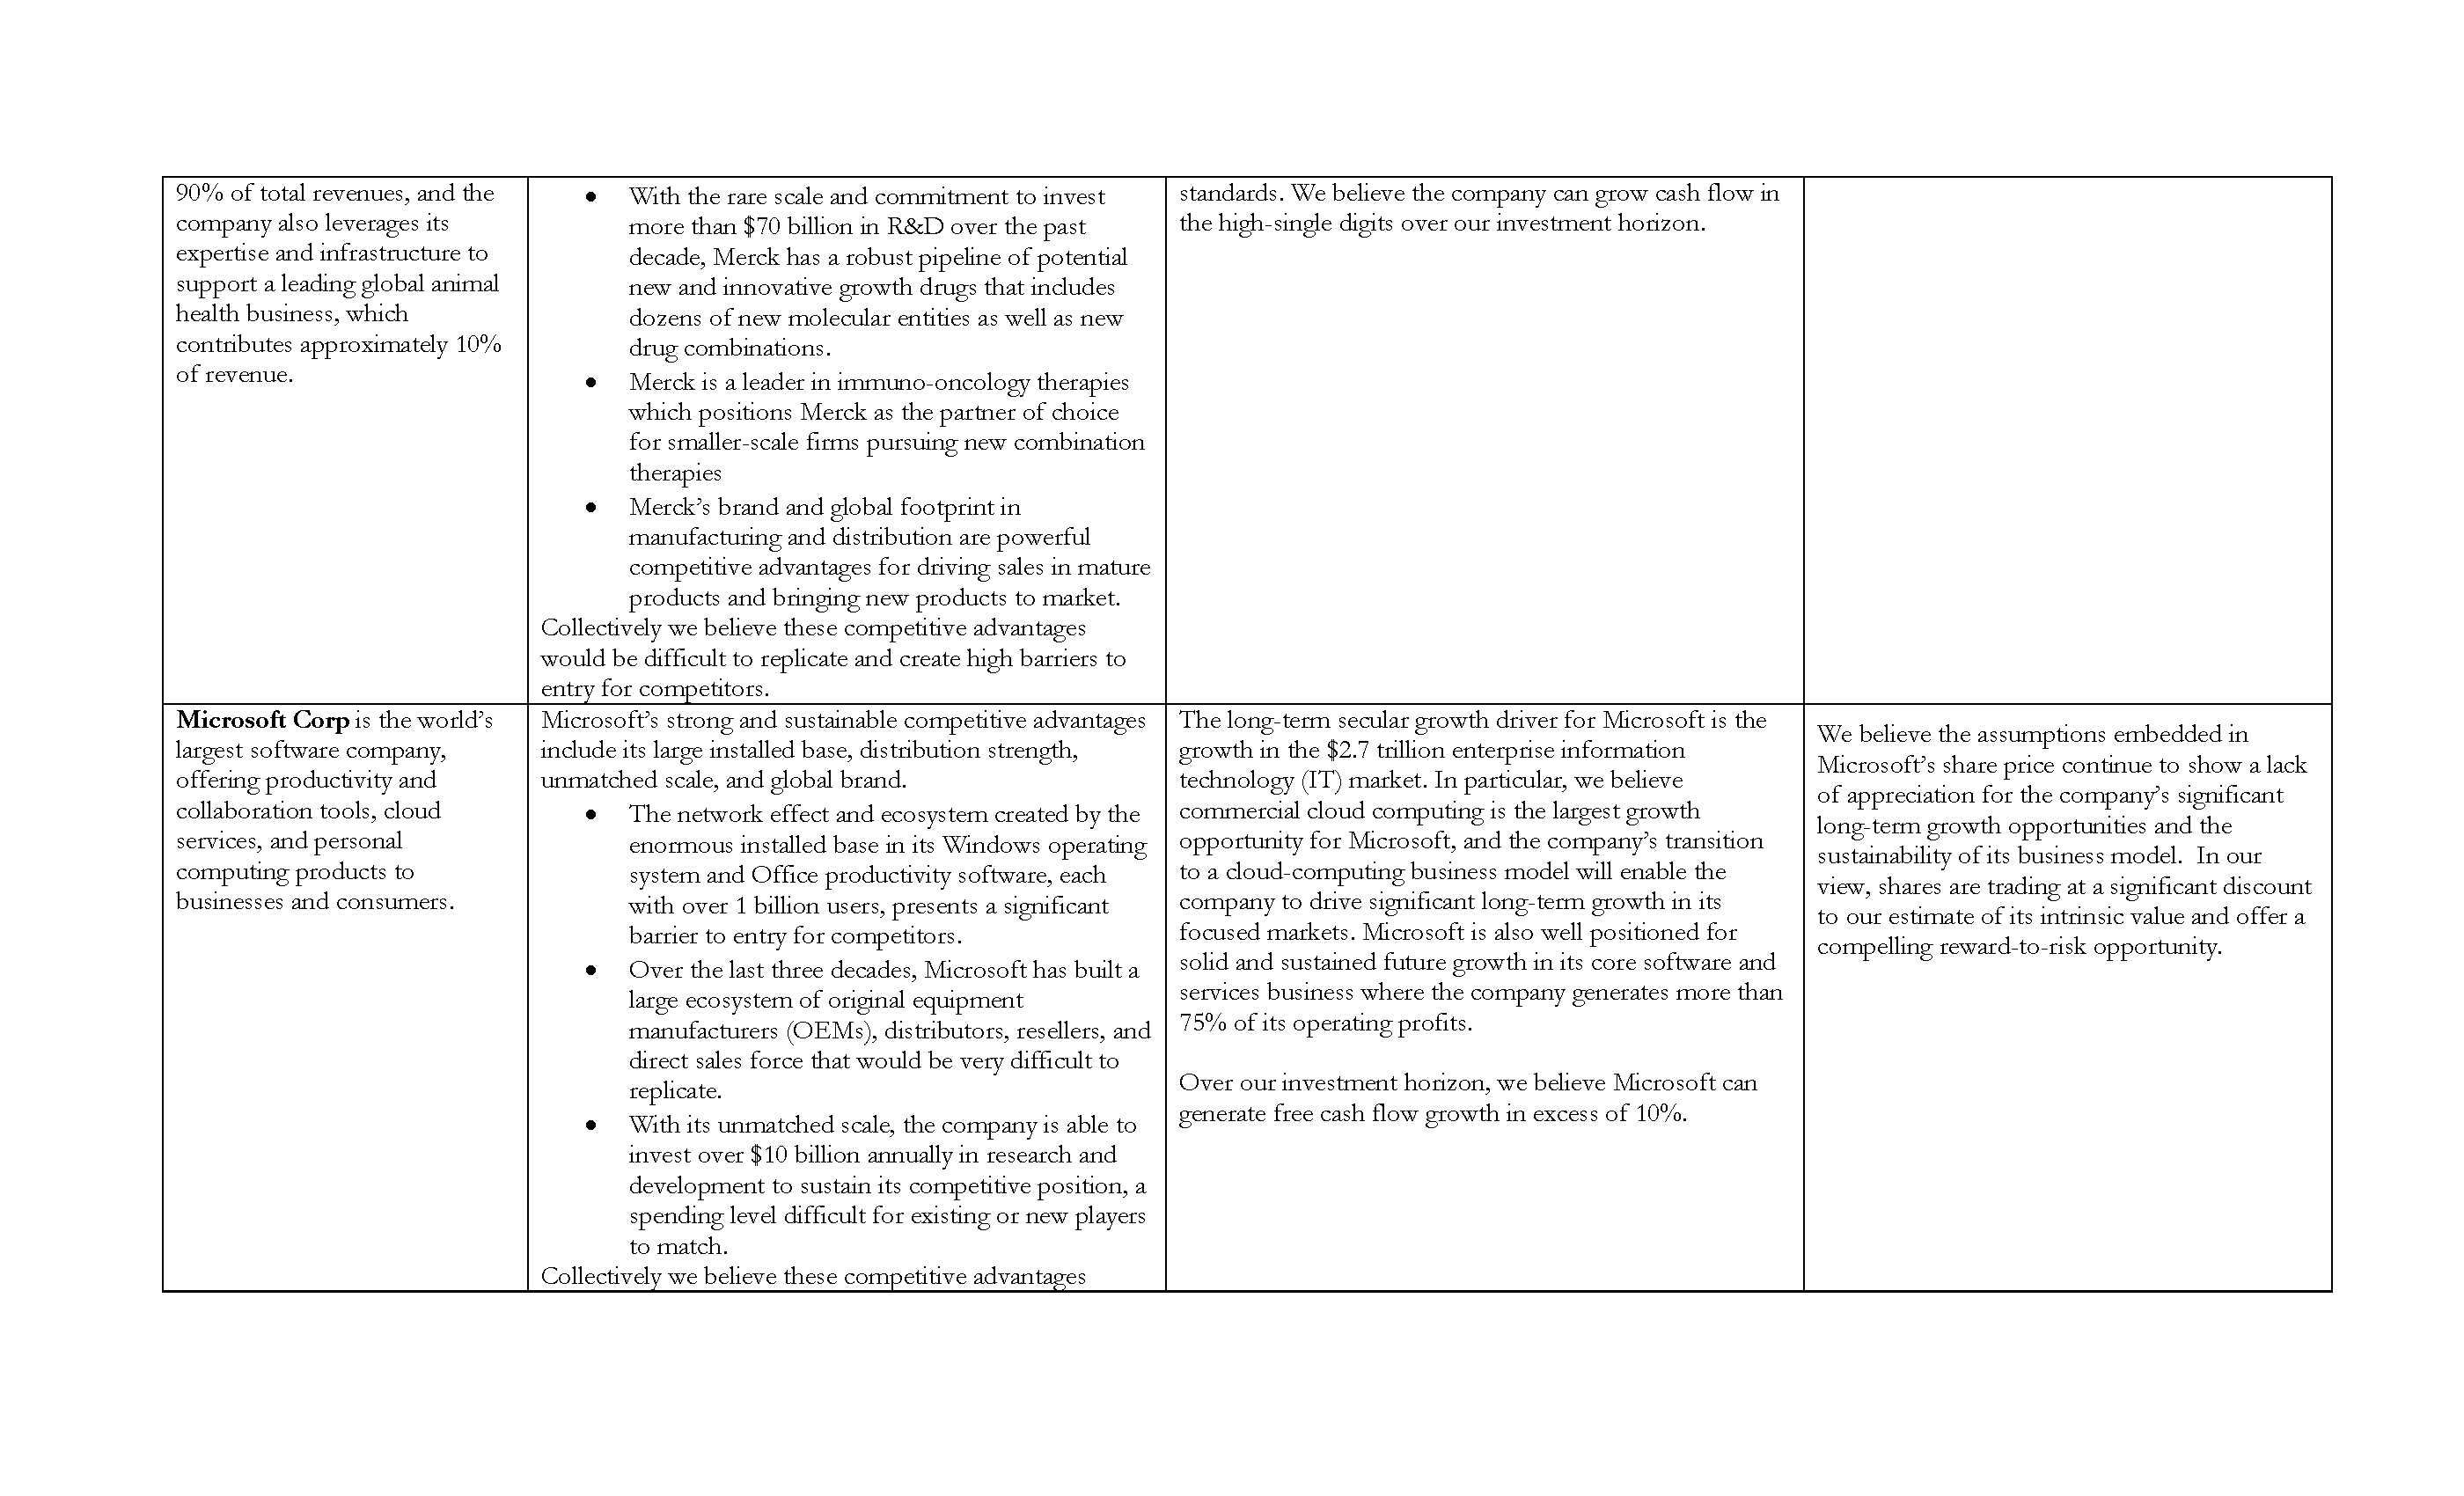 90% of total revenues, and the
company also leverages its
expertise and infrastructure to
support a leading global animal
health business, which
contributes approximately 10%
of revenue.
• With the rare scale and commitment to invest
more than $70 billion in R&D over the past
decade, Merck has a robust pipeline of potential
new and innovative growth drugs that includes
dozens of new molecular entities as well as new
drug combinations.
• Merck is a leader in immuno-oncology therapies
which positions Merck as the partner of choice
for smaller-scale firms pursuing new combination
therapies
• Merck’s brand and global footprint in
manufacturing and distribution are powerful
competitive advantages for driving sales in mature
products and bringing new products to market.
Collectively we believe these competitive advantages
would be difficult to replicate and create high barriers to
entry for competitors.
standards. We believe the company can grow cash flow in
the high-single digits over our investment horizon.
Microsoft Corp is the world’s
largest software company,
offering productivity and
collaboration tools, cloud
services, and personal
computing products to
businesses and consumers.
Microsoft’s strong and sustainable competitive advantages
include its large installed base, distribution strength,
unmatched scale, and global brand.
• The network effect and ecosystem created by the
enormous installed base in its Windows operating
system and Office productivity software, each
with over 1 billion users, presents a significant
barrier to entry for competitors.
• Over the last three decades, Microsoft has built a
large ecosystem of original equipment
manufacturers (OEMs), distributors, resellers, and
direct sales force that would be very difficult to
replicate.
• With its unmatched scale, the company is able to
invest over $10 billion annually in research and
development to sustain its competitive position, a
spending level difficult for existing or new players
to match.
Collectively we believe these competitive advantages
The long-term secular growth driver for Microsoft is the
growth in the $2.7 trillion enterprise information
technology (IT) market. In particular, we believe
commercial cloud computing is the largest growth
opportunity for Microsoft, and the company’s transition
to a cloud-computing business model will enable the
company to drive significant long-term growth in its
focused markets. Microsoft is also well positioned for
solid and sustained future growth in its core software and
services business where the company generates more than
75% of its operating profits.
Over our investment horizon, we believe Microsoft can
generate free cash flow growth in excess of 10%.
We believe the assumptions embedded in
Microsoft’s share price continue to show a lack
of appreciation for the company’s significant
long-term growth opportunities and the
sustainability of its business model.  In our
view, shares are trading at a significant discount
to our estimate of its intrinsic value and offer a
compelling reward-to-risk opportunity.